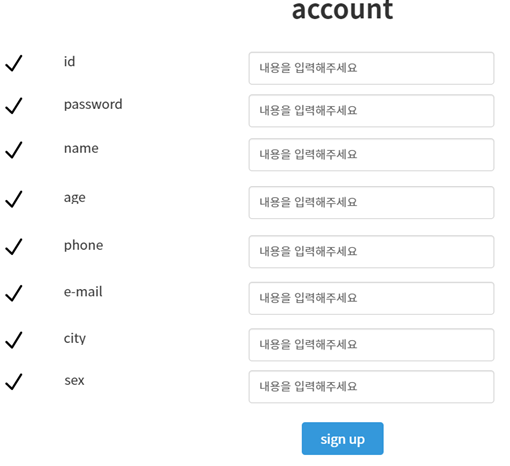 account
id 내용을 입력해주세요
password 내용을 입력해주세요
name 내용을 입력해주세요
age 내용을 입력해주세요
phone 내용을 입력해주세요
e-mail 내용을 입력해주세요
city 내용을 입력해주세요
sex 내용을 입력해주세요
sign up